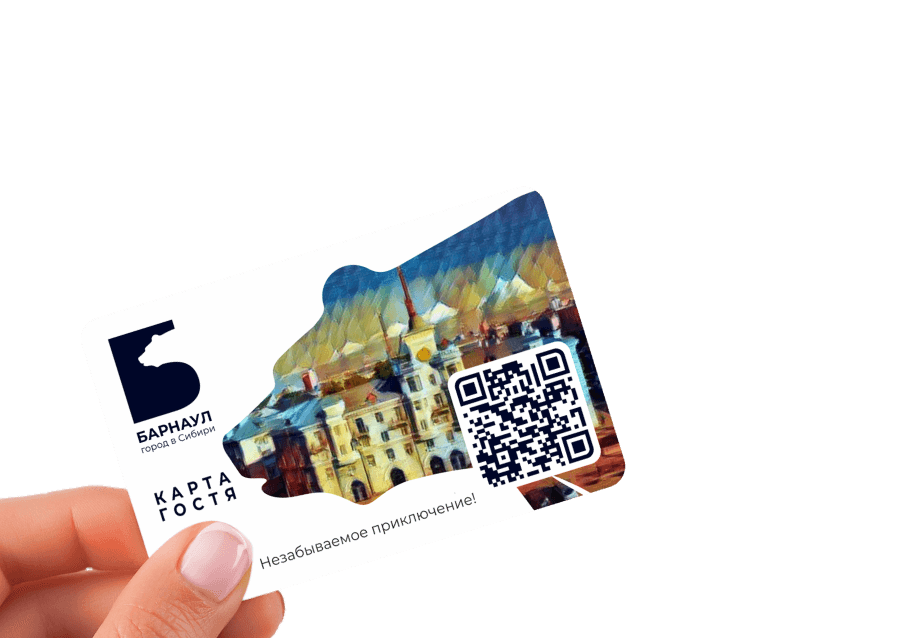 БАРНАУЛ
город в Сибири
КАРТА
ГОСТЯ
Незабываемое приключение!